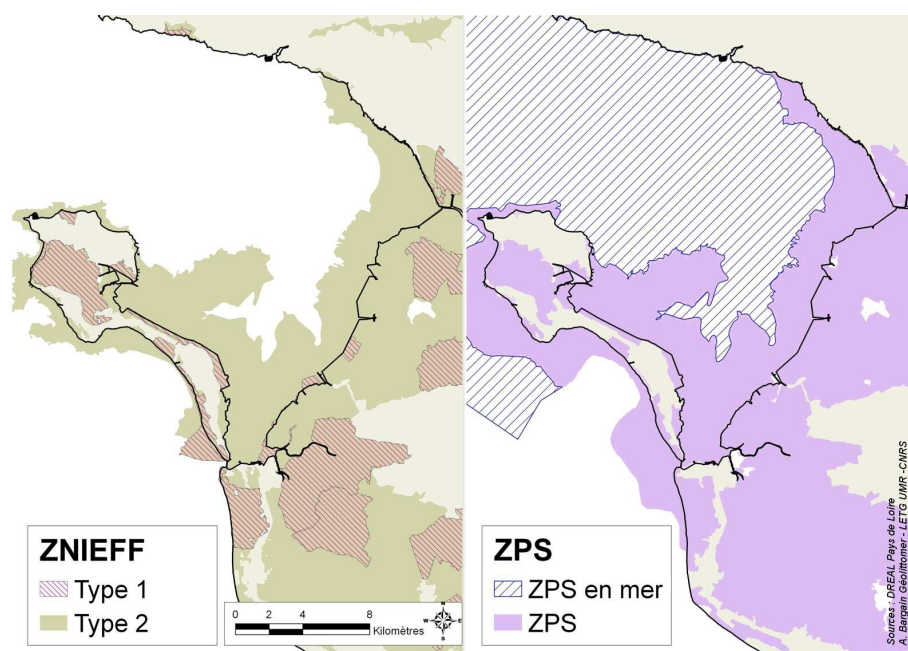 ZNIEFF
Type 1
Type 2
0 2 4 8
Kilomètres
N
W E
S
ZPS
ZPS en mer
ZPS
Sources : DREAL Pays de Loire
A. Bargain Géolittomer - LETG UMR -CNRS